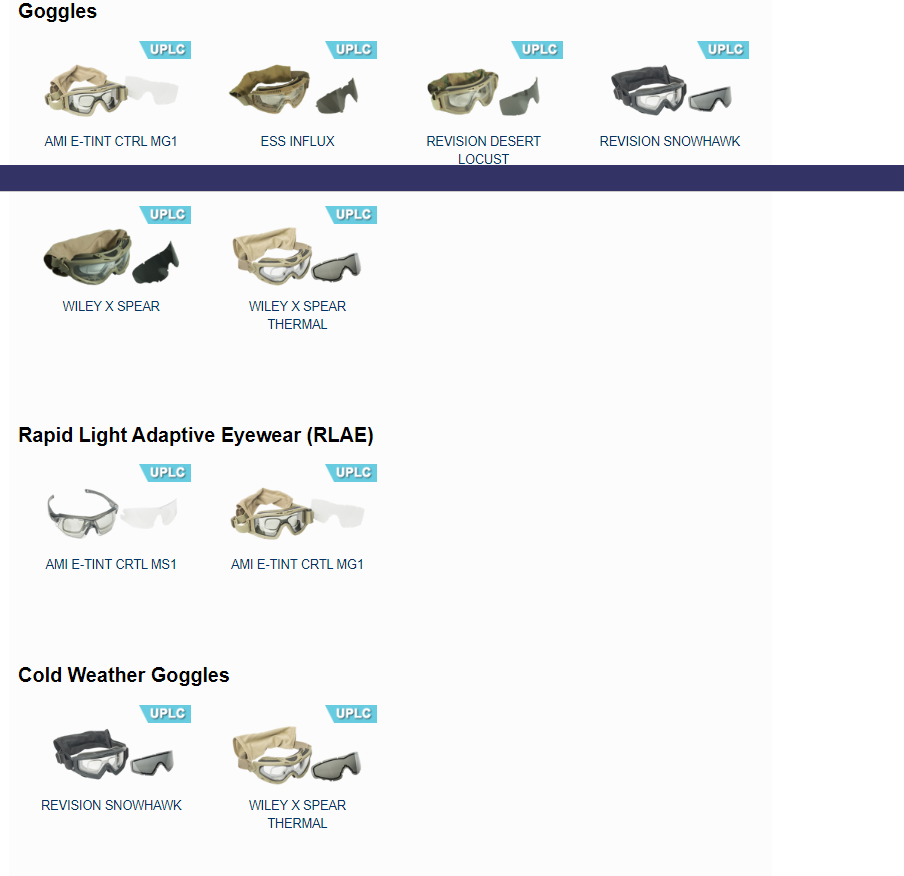 Goggles
UPLC UPLC UPLC UPLC
AMI E-TINT CTRL MG1 ESS INFLUX REVISION DESERT REVISION SNOWHAWK
LOCUST
UPLC UPLC
WILEY X SPEAR WILEY X SPEAR
THERMAL
Rapid Light Adaptive Eyewear (RLAE)
UPLC UPLC
AMI E-TINT CRTL MS1 AMI E-TINT CRTL MG1
Cold Weather Goggles
UPLC UPLC
REVISION SNOWHAWK WILEY X SPEAR
THERMAL